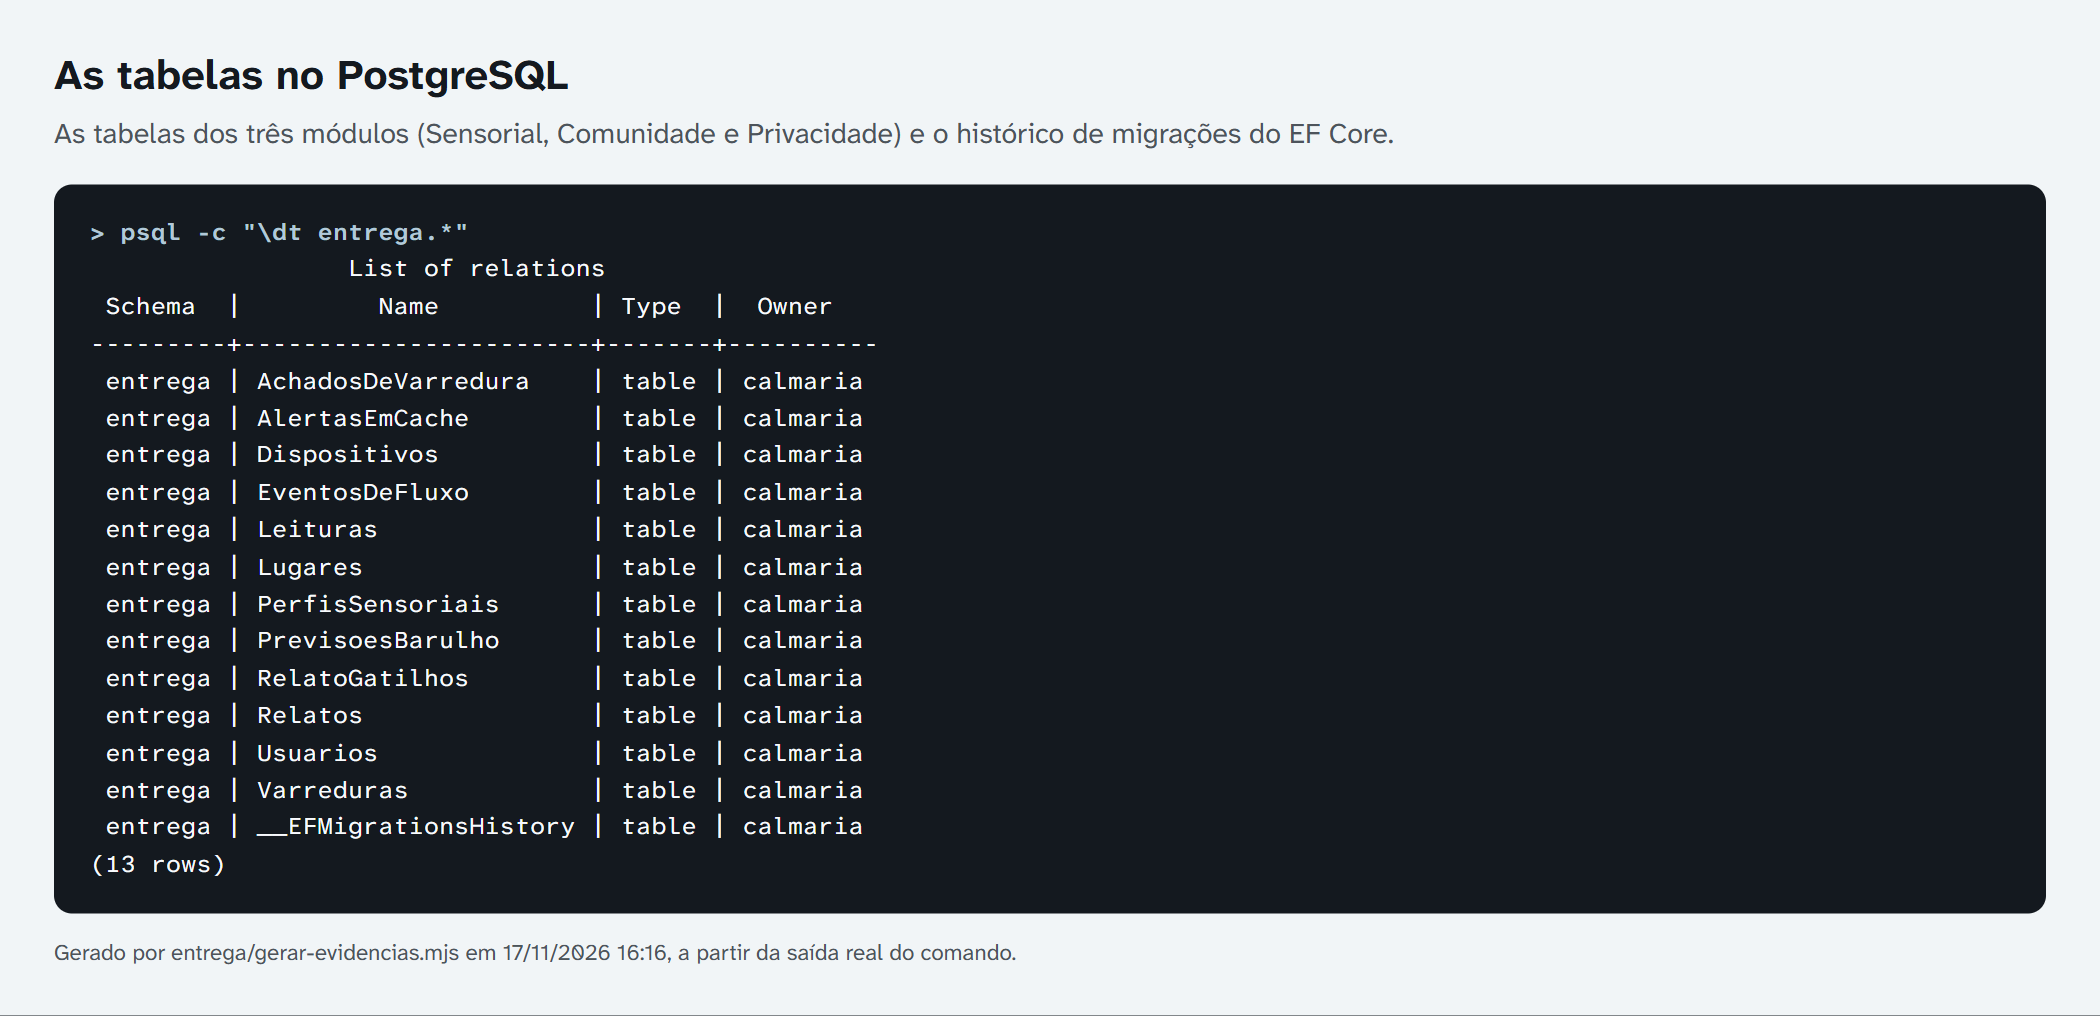 As tabelas no PostgreSQL
As tabelas dos três módulos (Sensorial, Comunidade e Privacidade) e o histórico de migrações do EF Core.
> psql -c "\dt entrega.*"
                 List of relations
 Schema  |         Name          | Type  |  Owner
---------+-----------------------+-------+----------
 entrega | AchadosDeVarredura    | table | calmaria
 entrega | AlertasEmCache        | table | calmaria
 entrega | Dispositivos          | table | calmaria
 entrega | EventosDeFluxo        | table | calmaria
 entrega | Leituras              | table | calmaria
 entrega | Lugares               | table | calmaria
 entrega | PerfisSensoriais      | table | calmaria
 entrega | PrevisoesBarulho      | table | calmaria
 entrega | RelatoGatilhos        | table | calmaria
 entrega | Relatos               | table | calmaria
 entrega | Usuarios              | table | calmaria
 entrega | Varreduras            | table | calmaria
 entrega | __EFMigrationsHistory | table | calmaria
(13 rows)
Gerado por entrega/gerar-evidencias.mjs em 17/11/2026 16:16, a partir da saída real do comando.